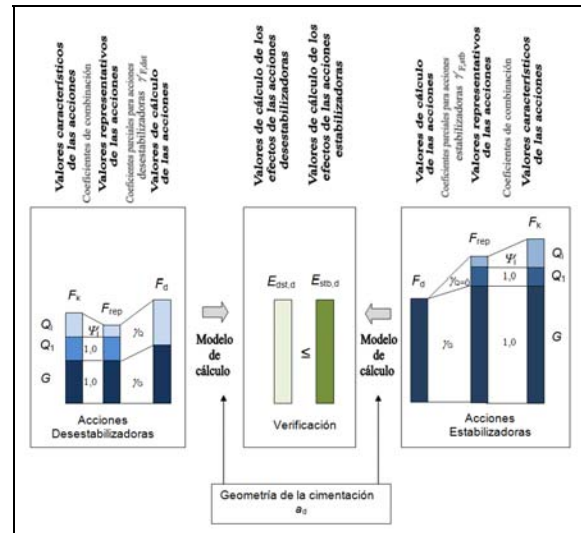 Valores característicos
de las acciones
Coeficientes de combinación
Valores representativos
de las acciones
Coeficientes parciales para acciones
desestabilizadoras γ'F,dst
Valores de cálculo
de las acciones
Valores de cálculo de los
efectos de las acciones
desestabilizadoras
Valores de cálculo de los
efectos de las acciones
estabilizadoras
Valores de cálculo
de las acciones
Coeficientes parciales para acciones
estabilizadoras γ'F,stb
Valores representativos
de las acciones
Coeficientes de combinación
Valores característicos
de las acciones
Fk
Frep
Fd
Qi
Q1
G
Ψi
1,0
1,0
γQ
γG
Acciones
Desestabilizadoras
Modelo
de
cálculo
Edst,d
Estb,d
≤
Verificación
Modelo
de
cálculo
Fd
Frep
Fk
γQ=0
γG
Ψi
1,0
1,0
Qi
Q1
G
Acciones
Estabilizadoras
Geometría de la cimentación
ad